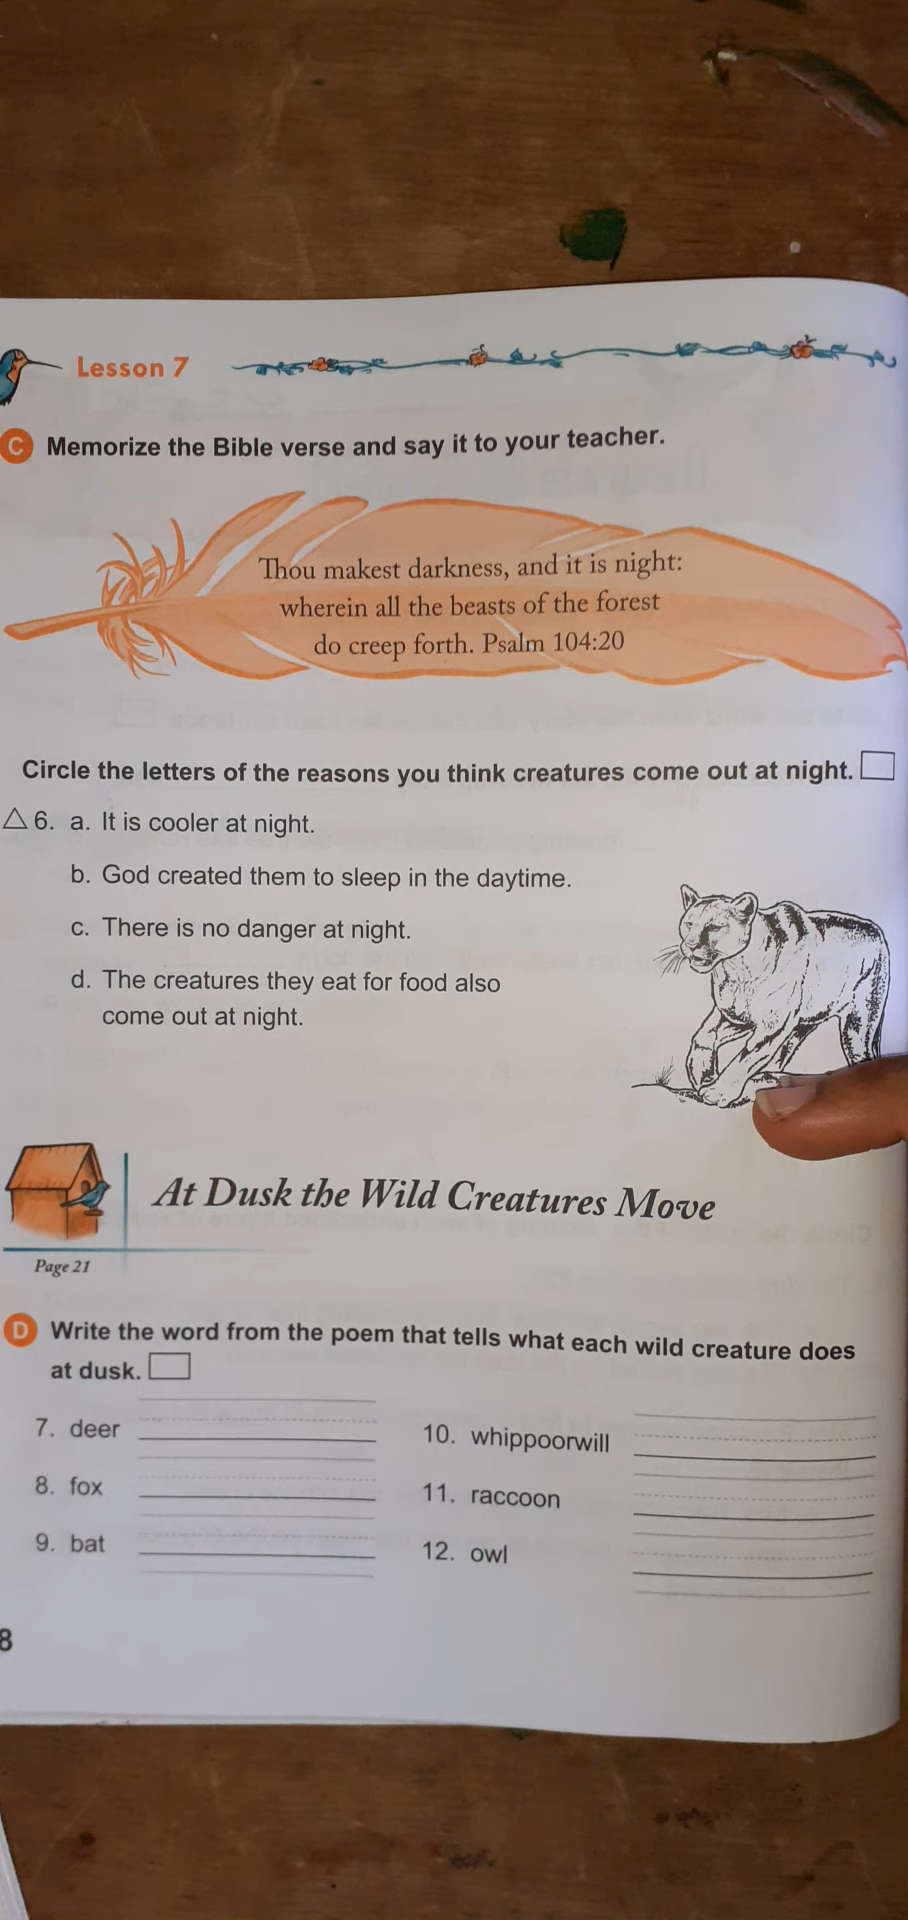 Lesson 7
C Memorize the Bible verse and say it to your teacher.
Thou makest darkness, and it is night:
wherein all the beasts of the forest
do creep forth. Psalm 104:20
Circle the letters of the reasons you think creatures come out at night.
6. a. It is cooler at night.
b. God created them to sleep in the daytime.
c. There is no danger at night.
d. The creatures they eat for food also
come out at night.
At Dusk the Wild Creatures Move
Page 21
D Write the word from the poem that tells what each wild creature does
at dusk.
7. deer
8. fox
9. bat
10. whippoorwill
11. raccoon
12. owl
8